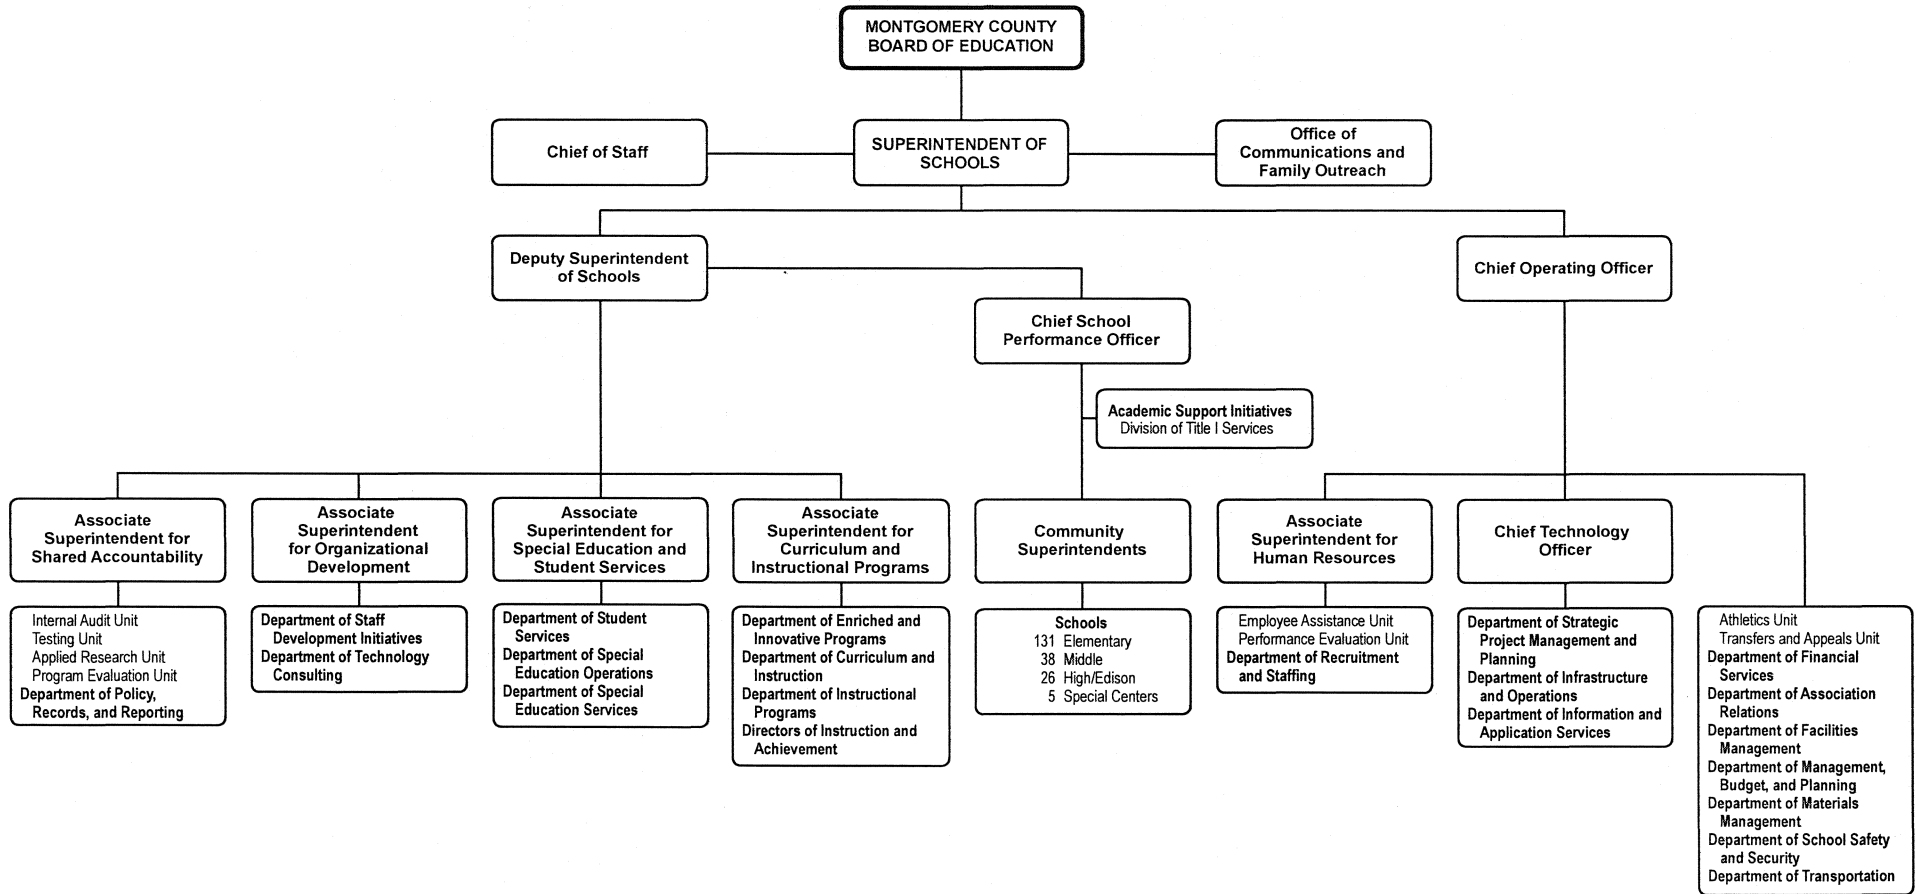 MONTGOMERY COUNTY
BOARD OF EDUCATION
Chief of Staff
SUPERINTENDENT OF
SCHOOLS
Office of
Communications and
Family Outreach
Deputy Superintendent
of Schools
Chief Operating Officer
Chief School
Performance Officer
Academic Support Initiatives
Division of Title I Services
Associate
Superintendent for
Shared Accountability
Associate
Superintendent
for Organizational
Development
Associate
Superintendent for
Special Education and
Student Services
Associate
Superintendent for
Curriculum and
Instructional Programs
Community
Superintendents
Associate
Superintendent for
Human Resources
Chief Technology
Officer
Internal Audit Unit
Testing Unit
Applied Research Unit
Program Evaluation Unit
Department of Policy,
Records, and Reporting
Department of Staff
Development Initiatives
Department of Technology
Consulting
Department of Student
Services
Department of Special
Education Operations
Department of Special
Education Services
Department of Enriched and
Innovative Programs
Department of Curriculum and
Instruction
Department of Instructional
Programs
Directors of Instruction and
Achievement
Schools
131 Elementary
38 Middle
26 High/Edison
5 Special Centers
Employee Assistance Unit
Performance Evaluation Unit
Department of Recruitment
and Staffing
Department of Strategic
Project Management and
Planning
Department of Infrastructure
and Operations
Department of Information and
Application Services
Athletics Unit
Transfers and Appeals Unit
Department of Financial
Services
Department of Association
Relations
Department of Facilities
Management
Department of Management,
Budget, and Planning
Department of Materials
Management
Department of School Safety
and Security
Department of Transportation